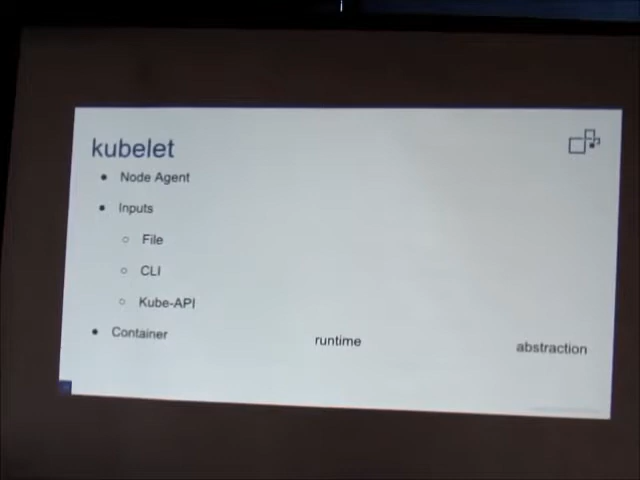 kubelet
● Node Agent
● Inputs
○ File
○ CLI
○ Kube-API
● Container runtime abstraction